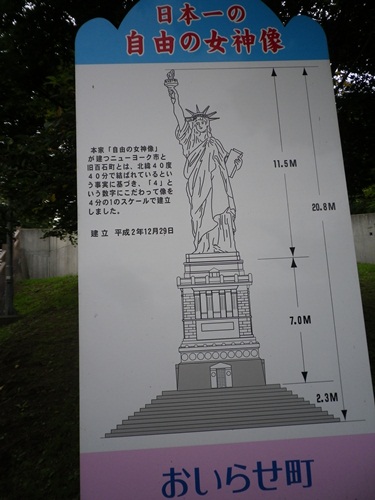 日本一の
自由の女神像
本家「自由の女神像」
が建つニューヨーク市と
旧百石町とは、北緯40度
40分で結ばれているとい
う事実に基づき、「4」と
いう数字にこだわって像を
4分の1のスケールで建立
しました。
建立 平成2年12月29日
11.5M
20.8M
7.0M
2.3M
おいらせ町